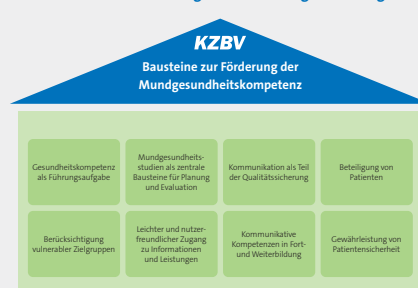 KZBV
Bausteine zur Förderung der
Mundgesundheitskompetenz
Gesundheitskompetenz
als Führungsaufgabe
Mundgesundheits-
studien als zentrale
Bausteine für Planung
und Evaluation
Kommunikation als Teil
der Qualitätssicherung
Beteiligung von
Patienten
Berücksichtigung
vulnerabler Zielgruppen
Leichter und nutzer-
freundlicher Zugang
zu Informationen
und Leistungen
Kommunikative
Kompetenzen in Fort-
und Weiterbildung
Gewährleistung von
Patientensicherheit